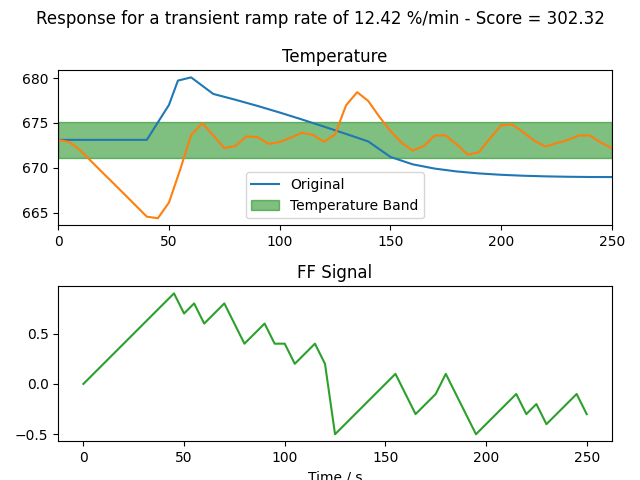 Response for a transient ramp rate of 12.42 %/min - Score = 302.32
Temperature
680
675
670
665
Original
Temperature Band
0 50 100 150 200 250
FF Signal
0.5
0.0
−0.5
0 50 100 150 200 250
Time / s